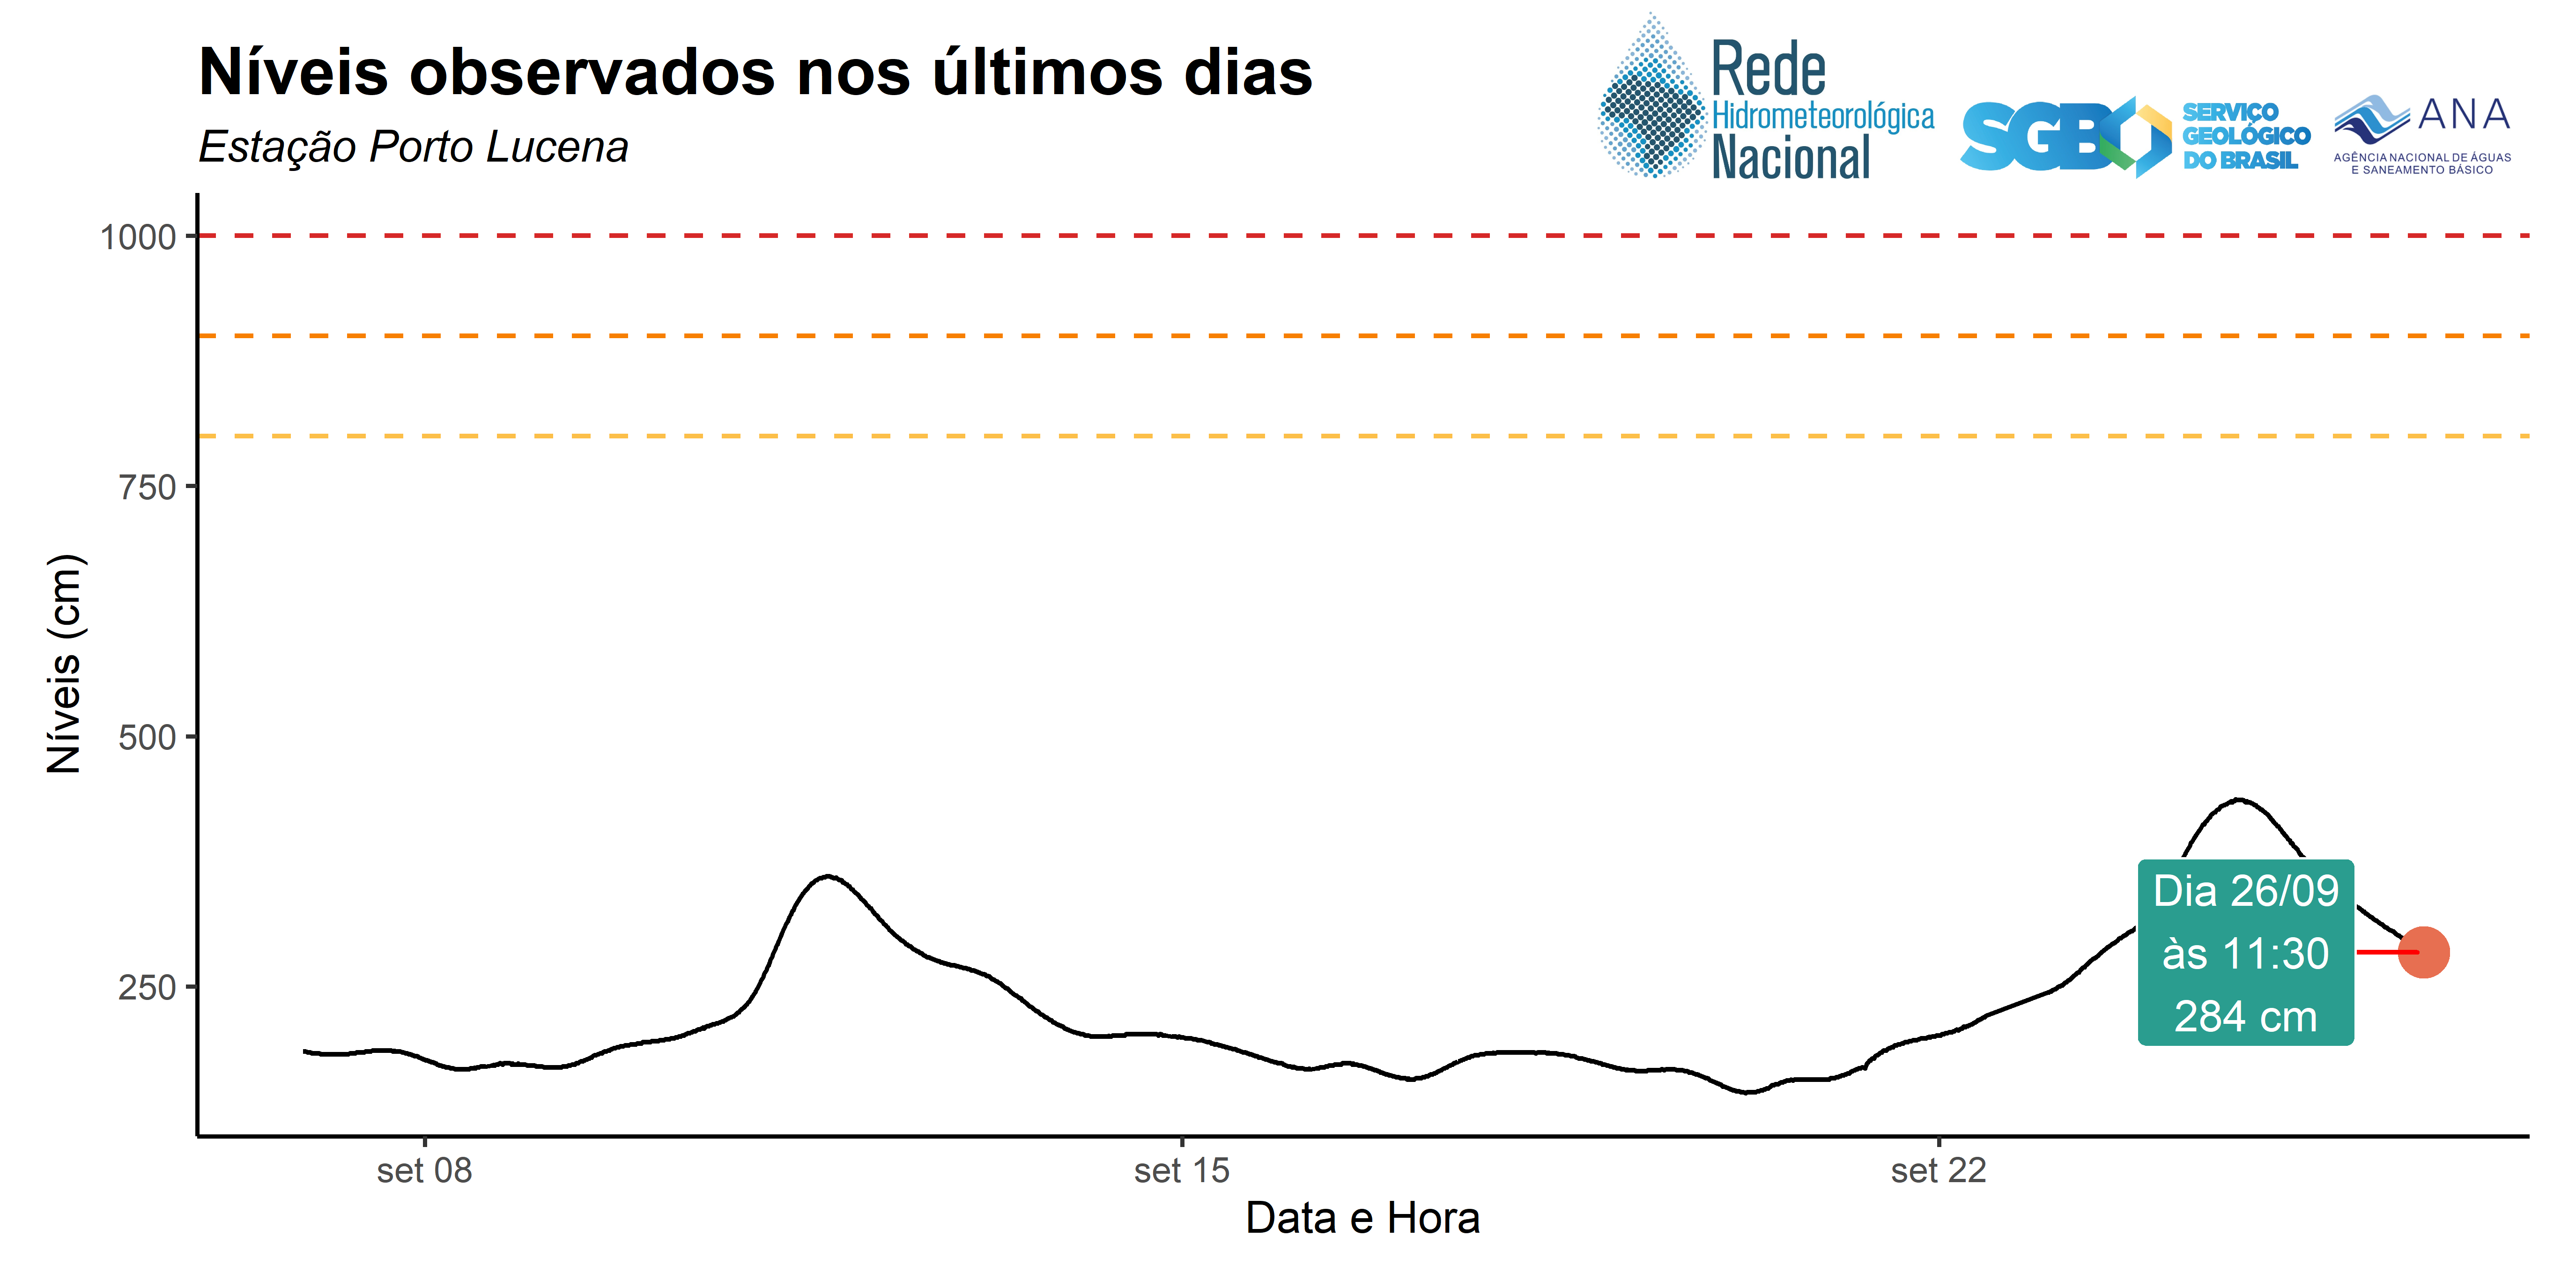 Níveis observados nos últimos dias
Estação Porto Lucena
Rede
Hidrometeorológica
Nacional
SGB
SERVIÇO
GEOLÓGICO
DO BRASIL
ANA
AGÊNCIA NACIONAL DE ÁGUAS
E SANEAMENTO BÁSICO
1000
750
500
250
Níveis (cm)
Dia 26/09
às 11:30
284 cm
set 08
set 15
set 22
Data e Hora